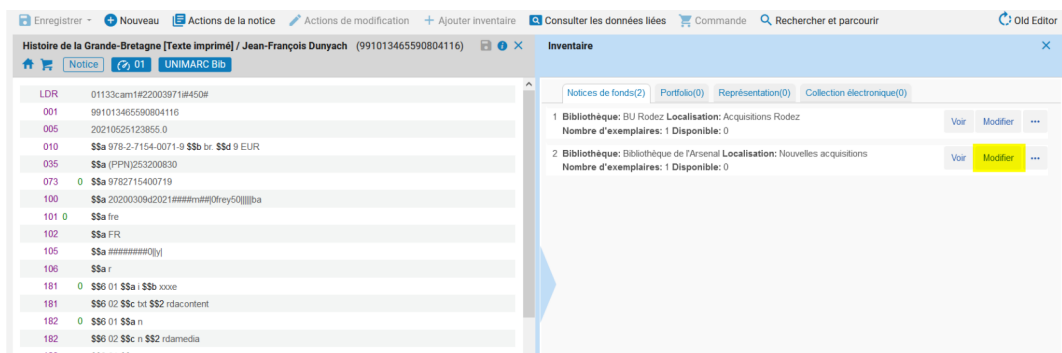 Enregistrer Nouveau Actions de la notice Actions de modification + Ajouter inventaire Consulter les données liées Commande Rechercher et parcourir Old Editor
Histoire de la Grande-Bretagne [Texte imprimé] / Jean-François Dunyach (991013465590804116)
Notice 01 UNIMARC Bib
LDR 01133cam1#22003971i#450#
001 991013465590804116
005 20210525123855.0
010 $$a 978-2-7154-0071-9 $$b br. $$d 9 EUR
035 $$a (PPN)253200830
073 0 $$a 9782715400719
100 $$a 20200309d2021####m##|0frey50|||||ba
101 0 $$a fre
102 $$a FR
105 $$a ########0||y|
106 $$a r
181 0 $$6 01 $$a i $$b xxxe
181 $$6 02 $$c txt $$2 rdacontent
182 0 $$6 01 $$a n
182 $$6 02 $$c n $$2 rdamedia
Inventaire
Notices de fonds(2) Portfolio(0) Représentation(0) Collection électronique(0)
1 Bibliothèque: BU Rodez Localisation: Acquisitions Rodez
Nombre d'exemplaires: 1 Disponible: 0
Voir Modifier ...
2 Bibliothèque: Bibliothèque de l'Arsenal Localisation: Nouvelles acquisitions
Nombre d'exemplaires: 1 Disponible: 0
Voir Modifier ...